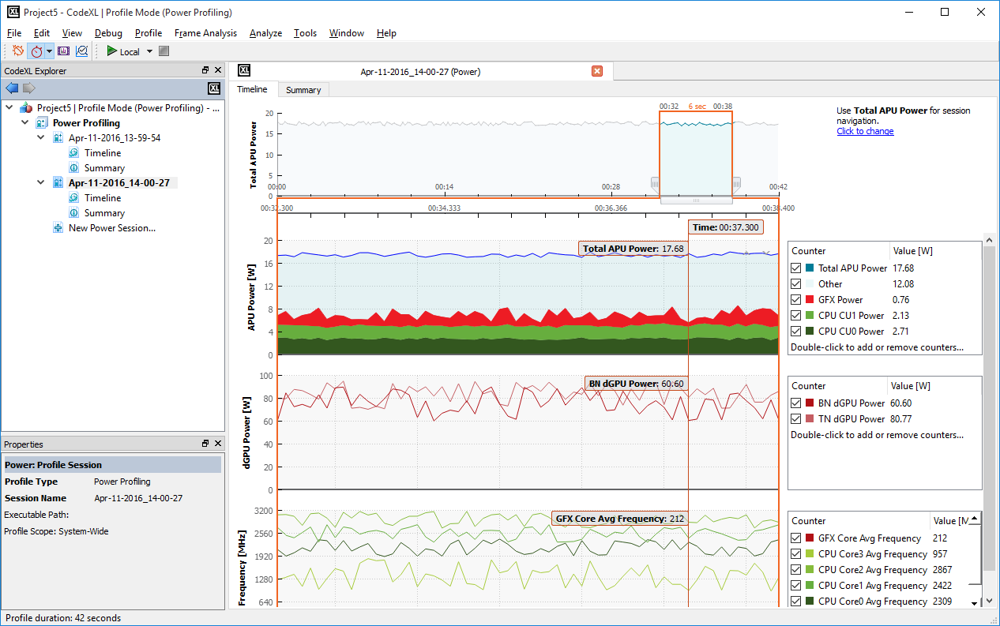 XL Project5 - CodeXL | Profile Mode (Power Profiling)
File Edit View Debug Profile Frame Analysis Analyze Tools Window Help
Local
CodeXL Explorer
XL
Project5 | Profile Mode (Power Profiling) - ...
Power Profiling
Apr-11-2016_13-59-54
Timeline
Summary
Apr-11-2016_14-00-27
Timeline
Summary
New Power Session...
Properties
Power: Profile Session
Profile Type Power Profiling
Session Name Apr-11-2016_14-00-27
Executable Path:
Profile Scope: System-Wide
XL Apr-11-2016_14-00-27 (Power)
Timeline Summary
00:32 6 sec 00:38
Total APU Power
20
15
10
5
0
00:00 00:14 00:28 00:42
Use Total APU Power for session
navigation.
Click to change
00:32.300 00:34.333 00:36.366 00:38.400
Time: 00:37.300
APU Power [W]
20
16
12
8
4
0
Total APU Power: 17.68
Counter Value [W]
Total APU Power 17.68
Other 12.08
GFX Power 0.76
CPU CU1 Power 2.13
CPU CU0 Power 2.71
Double-click to add or remove counters...
dGPU Power [W]
100
80
60
40
20
0
BN dGPU Power: 60.60
Counter Value [W]
BN dGPU Power 60.60
TN dGPU Power 80.77
Double-click to add or remove counters...
Frequency [MHz]
3200
2560
1920
1280
640
GFX Core Avg Frequency: 212
Counter Value [M
GFX Core Avg Frequency 212
CPU Core3 Avg Frequency 957
CPU Core2 Avg Frequency 2867
CPU Core1 Avg Frequency 2422
CPU Core0 Avg Frequency 2309
Profile duration: 42 seconds